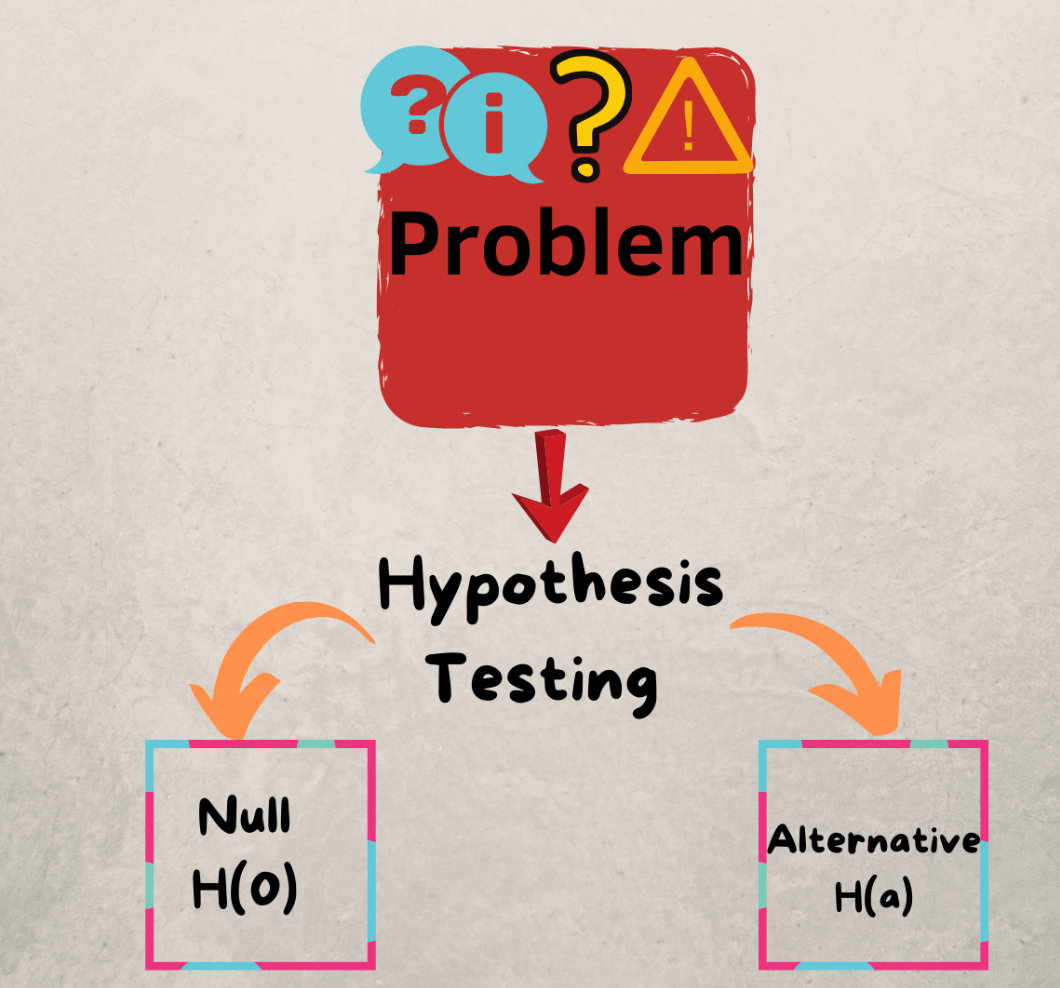 ? i ? !
Problem
Hypothesis
Testing
Null
H(0)
Alternative
H(a)